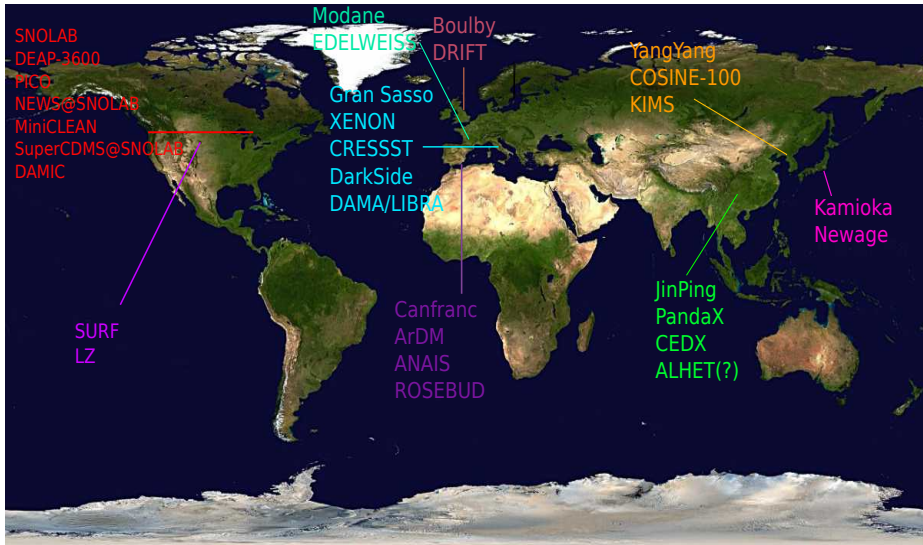 SNOLAB
DEAP-3600
PICO
NEWS@SNOLAB
MiniCLEAN
SuperCDMS@SNOLAB
DAMIC
SURF
LZ
Modane
EDELWEISS
Gran Sasso
XENON
CRESSST
DarkSide
DAMA/LIBRA
Boulby
DRIFT
Canfranc
ArDM
ANAIS
ROSEBUD
YangYang
COSINE-100
KIMS
Kamioka
Newage
JinPing
PandaX
CEDX
ALHET(?)